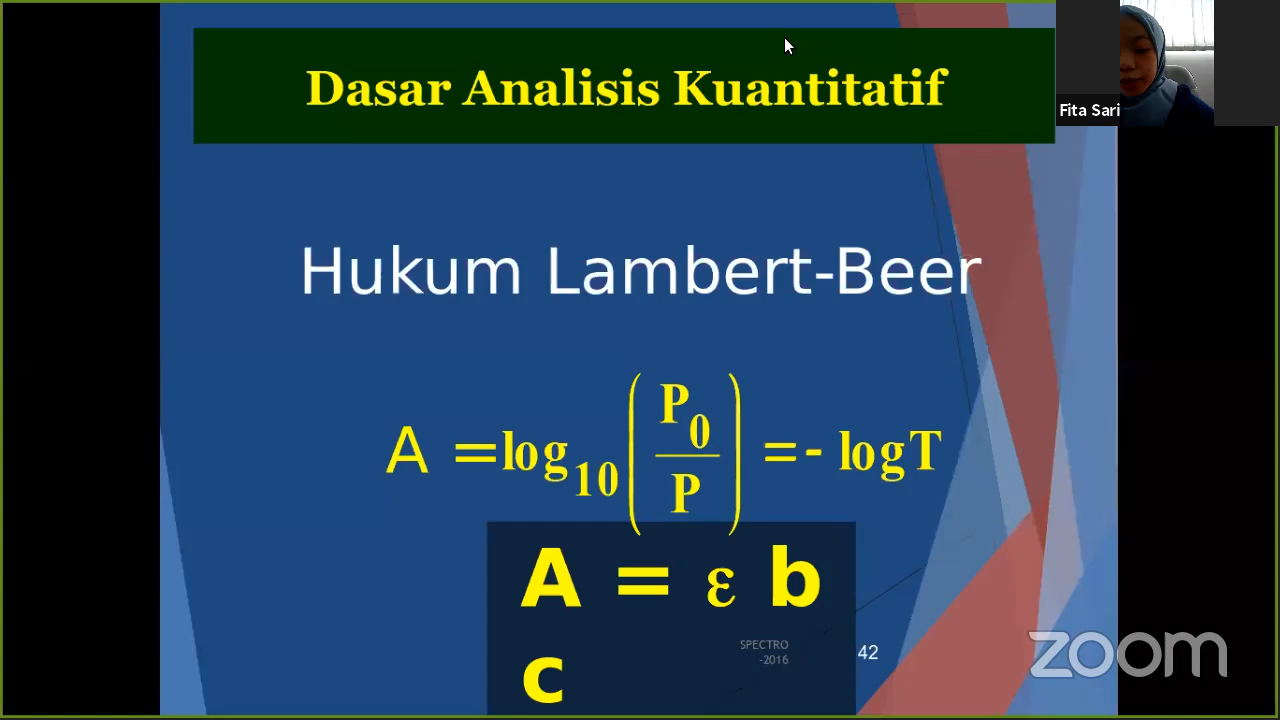 Dasar Analisis Kuantitatif
Fita Sari
Hukum Lambert-Beer
A = log₁₀ (P₀/P) = - log T
A = ε b
c
SPECTRO
-2016
42
zoom